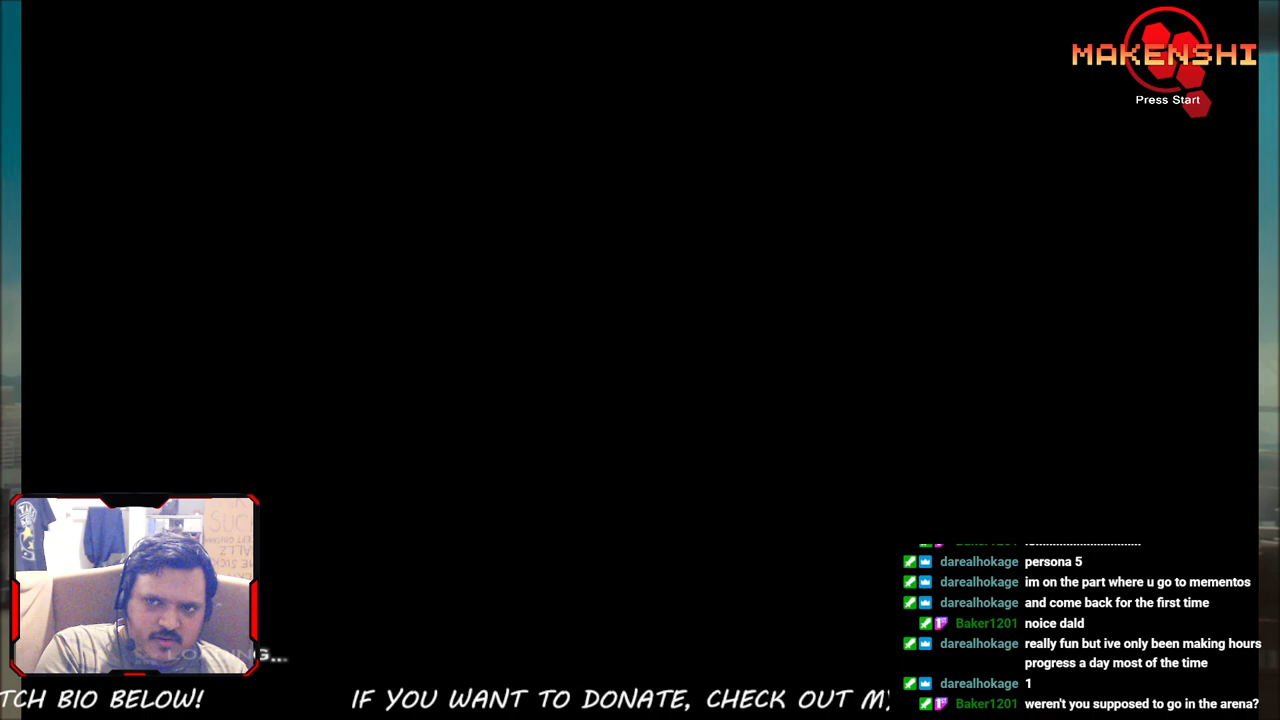 MAKENSHI
Press Start
persona 5
darealhokage im on the part where u go to mementos
darealhokage and come back for the first time
Baker1201 noice dald
darealhokage really fun but ive only been making hours
progress a day most of the time
darealhokage 1
Baker1201 weren't you supposed to go in the arena?
TCH BIO BELOW! IF YOU WANT TO DONATE, CHECK OUT MY